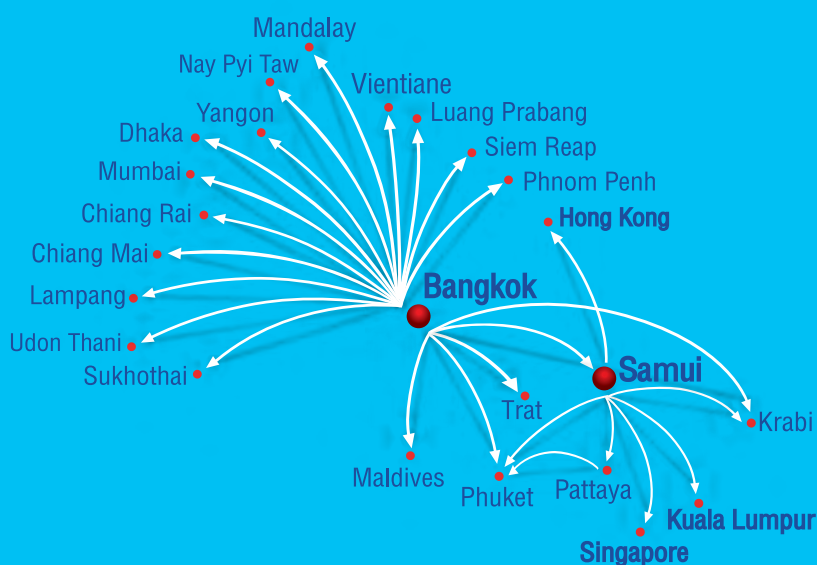 Mandalay
Nay Pyi Taw
Vientiane
Yangon
Luang Prabang
Dhaka
Siem Reap
Mumbai
Phnom Penh
Chiang Rai
Hong Kong
Chiang Mai
Lampang
Bangkok
Udon Thani
Sukhothai
Samui
Trat
Krabi
Maldives
Phuket
Pattaya
Kuala Lumpur
Singapore